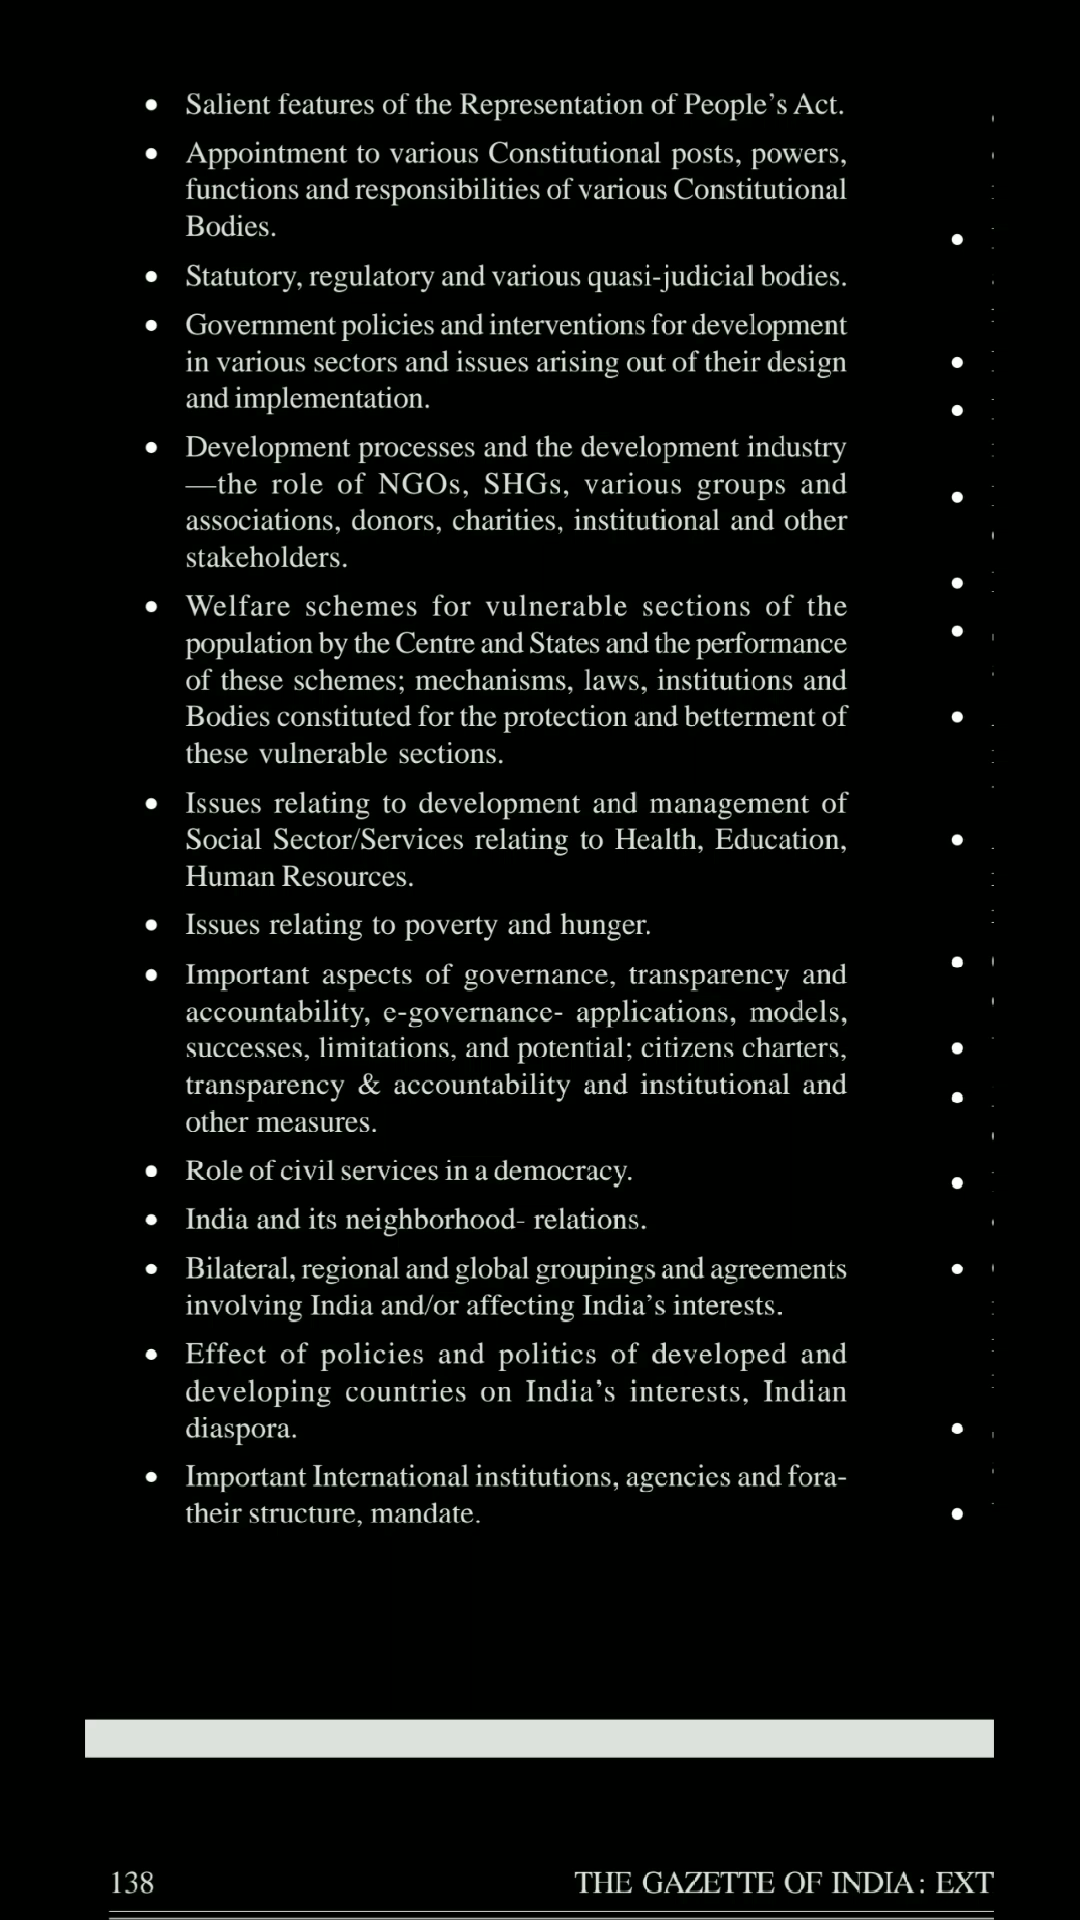 • Salient features of the Representation of People’s Act.
• Appointment to various Constitutional posts, powers,
functions and responsibilities of various Constitutional
Bodies.
• Statutory, regulatory and various quasi-judicial bodies.
• Government policies and interventions for development
in various sectors and issues arising out of their design
and implementation.
• Development processes and the development industry
—the role of NGOs, SHGs, various groups and
associations, donors, charities, institutional and other
stakeholders.
• Welfare schemes for vulnerable sections of the
population by the Centre and States and the performance
of these schemes; mechanisms, laws, institutions and
Bodies constituted for the protection and betterment of
these vulnerable sections.
• Issues relating to development and management of
Social Sector/Services relating to Health, Education,
Human Resources.
• Issues relating to poverty and hunger.
• Important aspects of governance, transparency and
accountability, e-governance- applications, models,
successes, limitations, and potential; citizens charters,
transparency & accountability and institutional and
other measures.
• Role of civil services in a democracy.
• India and its neighborhood- relations.
• Bilateral, regional and global groupings and agreements
involving India and/or affecting India’s interests.
• Effect of policies and politics of developed and
developing countries on India’s interests, Indian
diaspora.
• Important International institutions, agencies and fora-
their structure, mandate.
138 THE GAZETTE OF INDIA : EXT